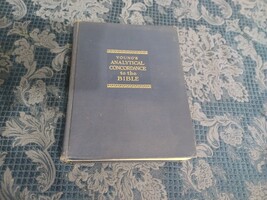 YOUNG'S
ANALYTICAL
CONCORDANCE
to the
BIBLE